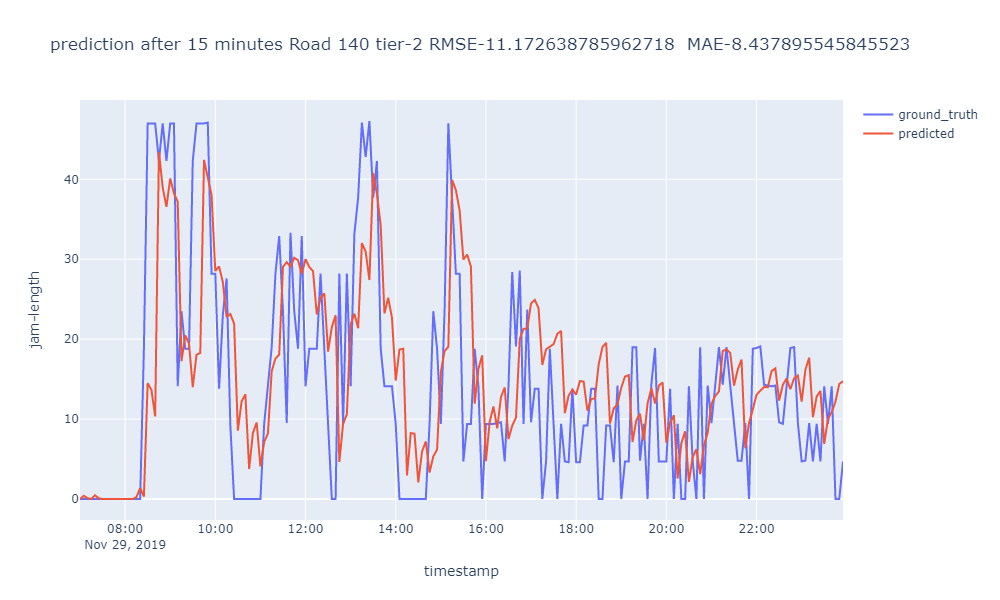 prediction after 15 minutes Road 140 tier-2 RMSE-11.172638785962718 MAE-8.437895545845523
ground_truth
predicted
jam-length
40
30
20
10
0
08:00 10:00 12:00 14:00 16:00 18:00 20:00 22:00
Nov 29, 2019
timestamp